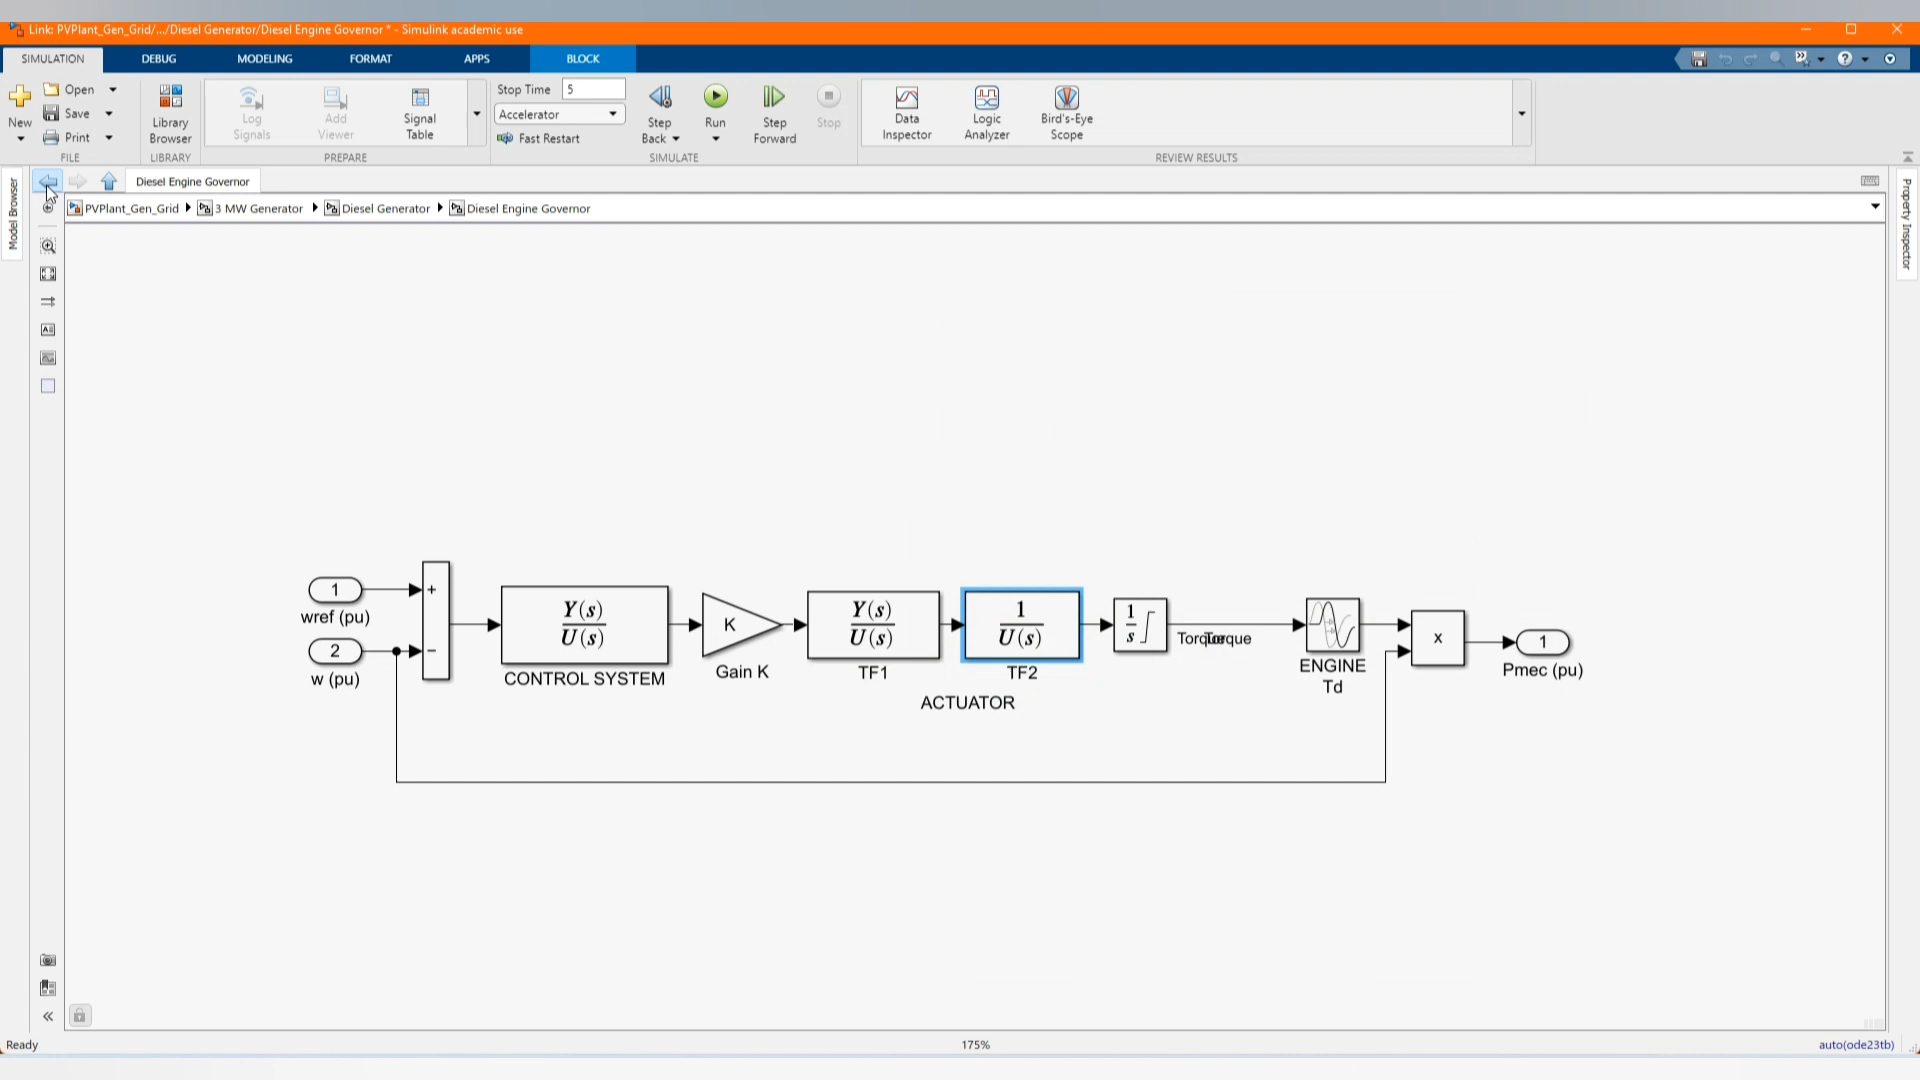 Link: PVPlant_Gen_Grid/.../Diesel Generator/Diesel Engine Governor * - Simulink academic use
SIMULATION DEBUG MODELING FORMAT APPS BLOCK
New
Open
Save
Print
FILE
Library
Browser
LIBRARY
Log
Signals
Add
Viewer
Signal
Table
PREPARE
Stop Time 5
Accelerator
Fast Restart
Step
Back
Run
Step
Forward
Stop
SIMULATE
Data
Inspector
Logic
Analyzer
Bird's-Eye
Scope
REVIEW RESULTS
Model Browser
Diesel Engine Governor
Property Inspector
PVPlant_Gen_Grid 3 MW Generator Diesel Generator Diesel Engine Governor
1
wref (pu)
2
w (pu)
+
−
Y(s)
U(s)
CONTROL SYSTEM
K
Gain K
Y(s)
U(s)
TF1
1
U(s)
TF2
ACTUATOR
1
s
Torque
Torque
ENGINE
Td
x
1
Pmec (pu)
Ready 175% auto(ode23tb)